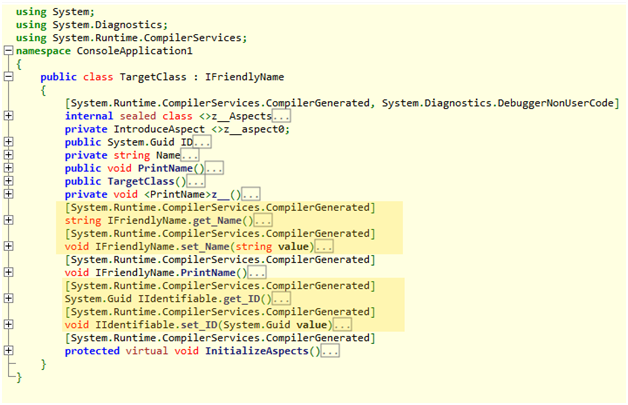 using System;
using System.Diagnostics;
using System.Runtime.CompilerServices;
namespace ConsoleApplication1
{
public class TargetClass : IFriendlyName
{
[System.Runtime.CompilerServices.CompilerGenerated, System.Diagnostics.DebuggerNonUserCode]
internal sealed class <>z__Aspects...
private IntroduceAspect <>z__aspect0;
public System.Guid ID...
private string Name...
public void PrintName()...
public TargetClass()...
private void <PrintName>z__()...
[System.Runtime.CompilerServices.CompilerGenerated]
string IFriendlyName.get_Name()...
[System.Runtime.CompilerServices.CompilerGenerated]
void IFriendlyName.set_Name(string value)...
[System.Runtime.CompilerServices.CompilerGenerated]
void IFriendlyName.PrintName()...
[System.Runtime.CompilerServices.CompilerGenerated]
System.Guid IIdentifiable.get_ID()...
[System.Runtime.CompilerServices.CompilerGenerated]
void IIdentifiable.set_ID(System.Guid value)...
[System.Runtime.CompilerServices.CompilerGenerated]
protected virtual void InitializeAspects()...
}
}